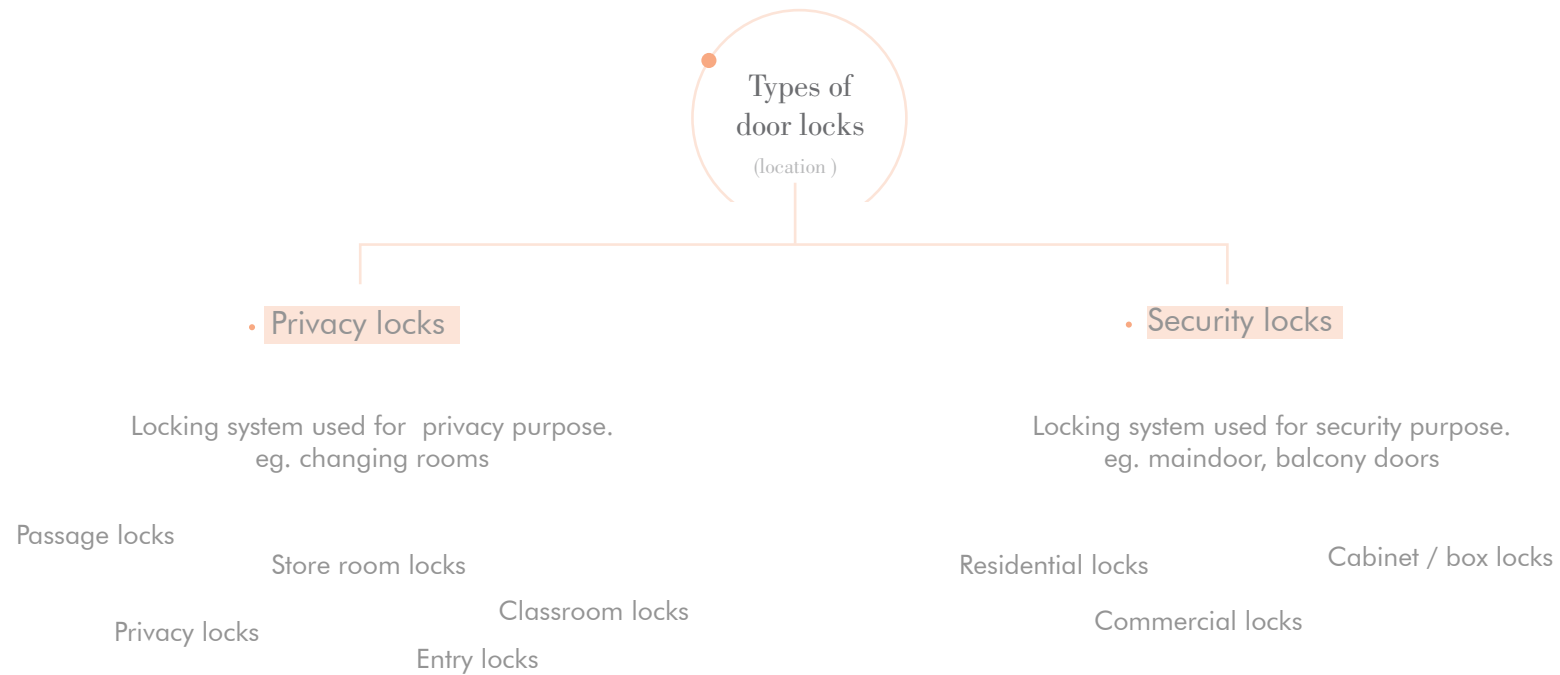 Types of
door locks
(location )
Privacy locks
Locking system used for  privacy purpose.
eg. changing rooms
Passage locks
Store room locks
Classroom locks
Privacy locks
Entry locks
Security locks
Locking system used for security purpose.
eg. maindoor, balcony doors
Residential locks
Cabinet / box locks
Commercial locks